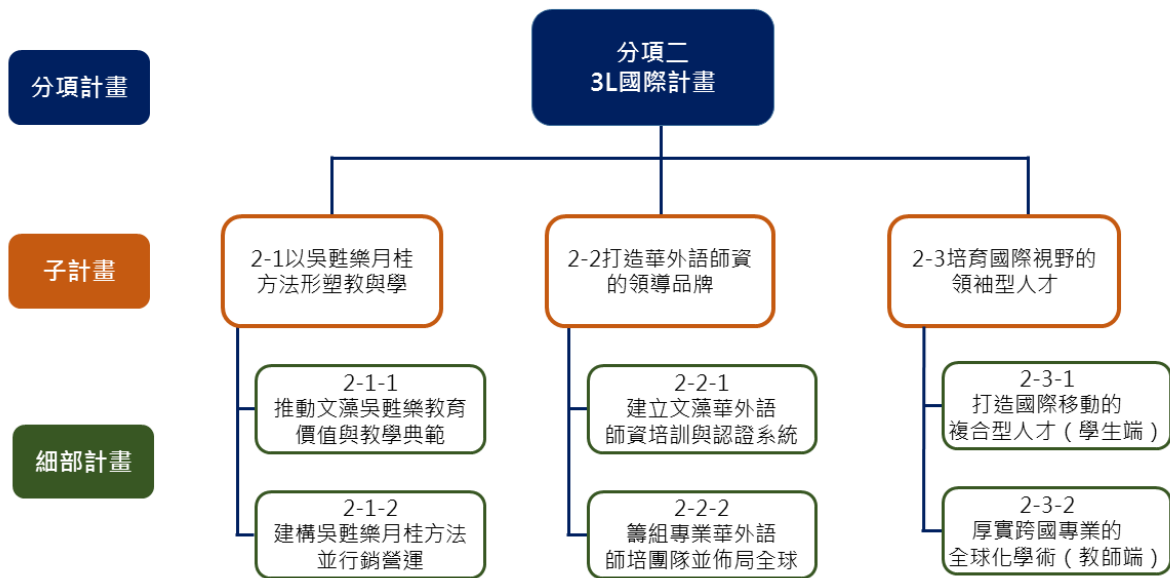 分項計畫
分項二
3L國際計畫
子計畫
2-1以吳甦樂月桂
方法形塑教與學
2-2打造華外語師資
的領導品牌
2-3培育國際視野的
領袖型人才
細部計畫
2-1-1
推動文藻吳甦樂教育
價值與教學典範
2-2-1
建立文藻華外語
師資培訓與認證系統
2-3-1
打造國際移動的
複合型人才（學生端）
2-1-2
建構吳甦樂月桂方法
並行銷營運
2-2-2
籌組專業華外語
師培團隊並佈局全球
2-3-2
厚實跨國專業的
全球化學術（教師端）